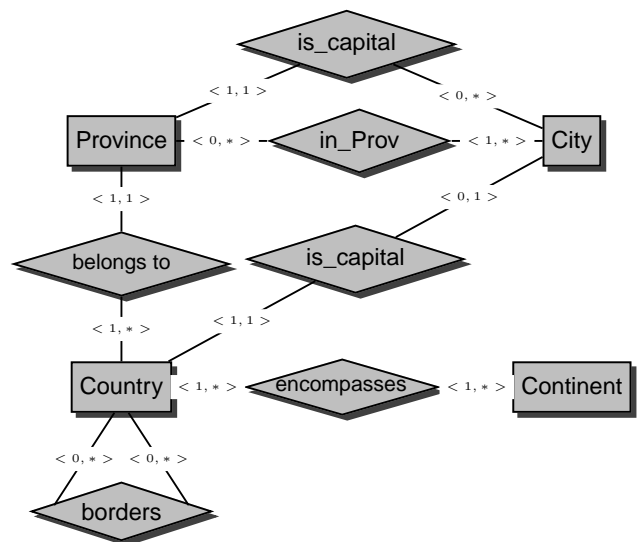 is_capital
< 1, 1 >
< 0, * >
Province
< 0, * >
in_Prov
< 1, * >
City
< 1, 1 >
< 0, 1 >
belongs to
is_capital
< 1, * >
< 1, 1 >
Country
< 1, * >
encompasses
< 1, * >
Continent
< 0, * >
< 0, * >
borders